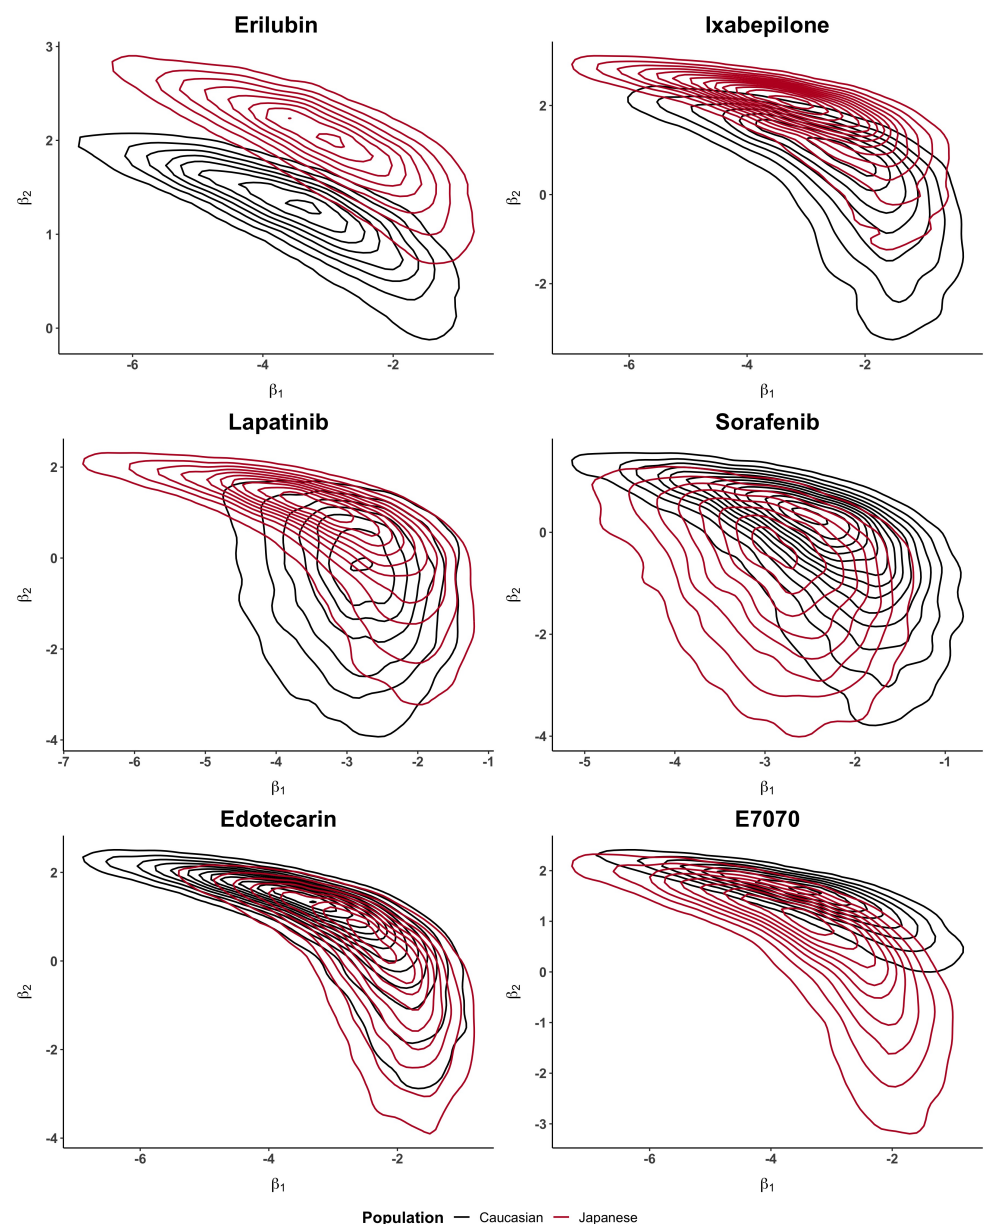 Erilubin
3
2
1
0
β2
-6 -4 -2
β1
Ixabepilone
2
0
-2
β2
-6 -4 -2
β1
Lapatinib
2
0
-2
-4
β2
-7 -6 -5 -4 -3 -2 -1
β1
Sorafenib
0
-2
-4
β2
-5 -4 -3 -2 -1
β1
Edotecarin
2
0
-2
-4
β2
-6 -4 -2
β1
E7070
2
1
0
-1
-2
-3
β2
-6 -4 -2
β1
Population Caucasian Japanese